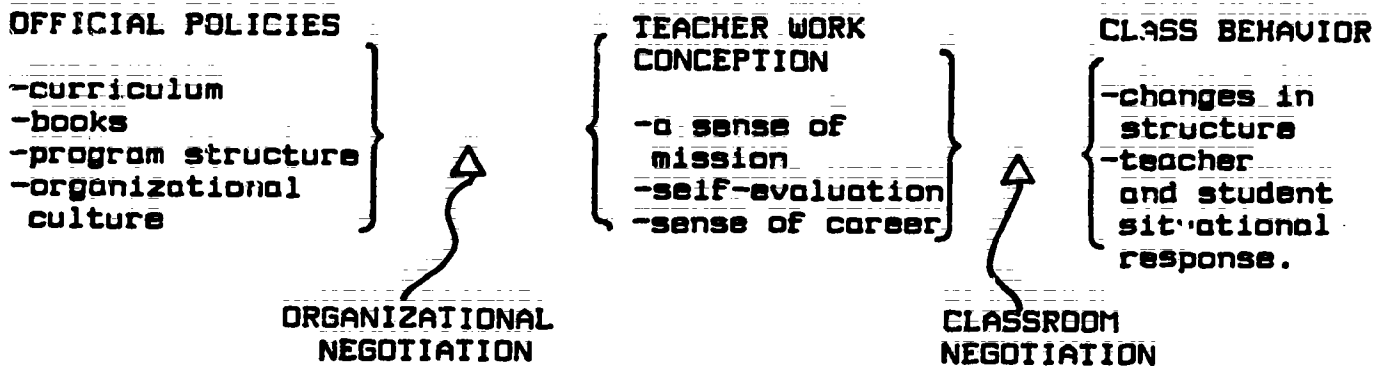 OFFICIAL POLICIES
-curriculum
-books
-program structure
-organizational
culture
TEACHER WORK
CONCEPTION
-a sense of
mission
-self-evaluation
-sense of career
CLASS BEHAVIOR
-changes in
structure
-teacher
and student
situational
response.
ORGANIZATIONAL
NEGOTIATION
CLASSROOM
NEGOTIATION